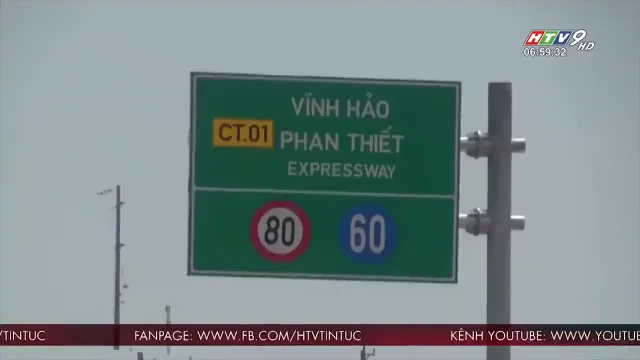 HTV9 HD
06:59:32
VĨNH HẢO
CT.01
PHAN THIẾT
EXPRESSWAY
80 60
VTINTUC FANPAGE: WWW.FB.COM/HTVTINTUC KÊNH YOUTUBE: WWW.YOUTUBE.